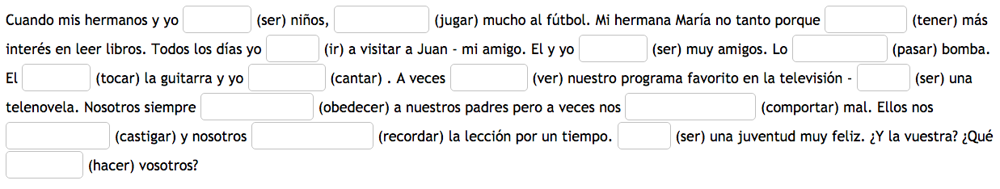 Cuando mis hermanos y yo (ser) niños, (jugar) mucho al fútbol. Mi hermana María no tanto porque (tener) más
interés en leer libros. Todos los días yo (ir) a visitar a Juan - mi amigo. El y yo (ser) muy amigos. Lo (pasar) bomba.
El (tocar) la guitarra y yo (cantar) . A veces (ver) nuestro programa favorito en la televisión - (ser) una
telenovela. Nosotros siempre (obedecer) a nuestros padres pero a veces nos (comportar) mal. Ellos nos
(castigar) y nosotros (recordar) la lección por un tiempo. (ser) una juventud muy feliz. ¿Y la vuestra? ¿Qué
(hacer) vosotros?